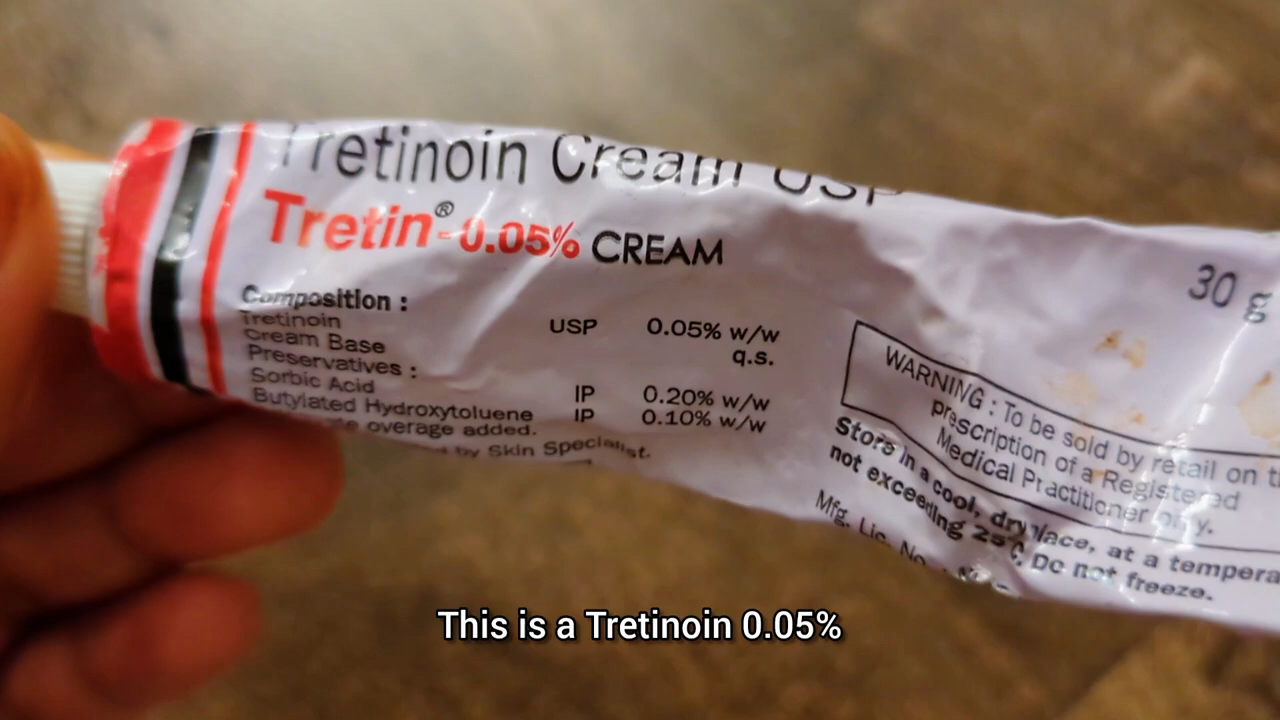 Tretinoin Cream USP
Tretin® - 0.05% CREAM
30 g
Composition :
Tretinoin USP 0.05% w/w
Cream Base q.s.
Preservatives :
Sorbic Acid IP 0.20% w/w
Butylated Hydroxytoluene IP 0.10% w/w
overage added.
by Skin Specialist.
WARNING : To be sold by retail on
prescription of a Registered
Medical Practitioner only.
Store in a cool, dry place, at a
not exceeding 25°C. Do not freeze.
Mfg. Lic. No. :
This is a Tretinoin 0.05%